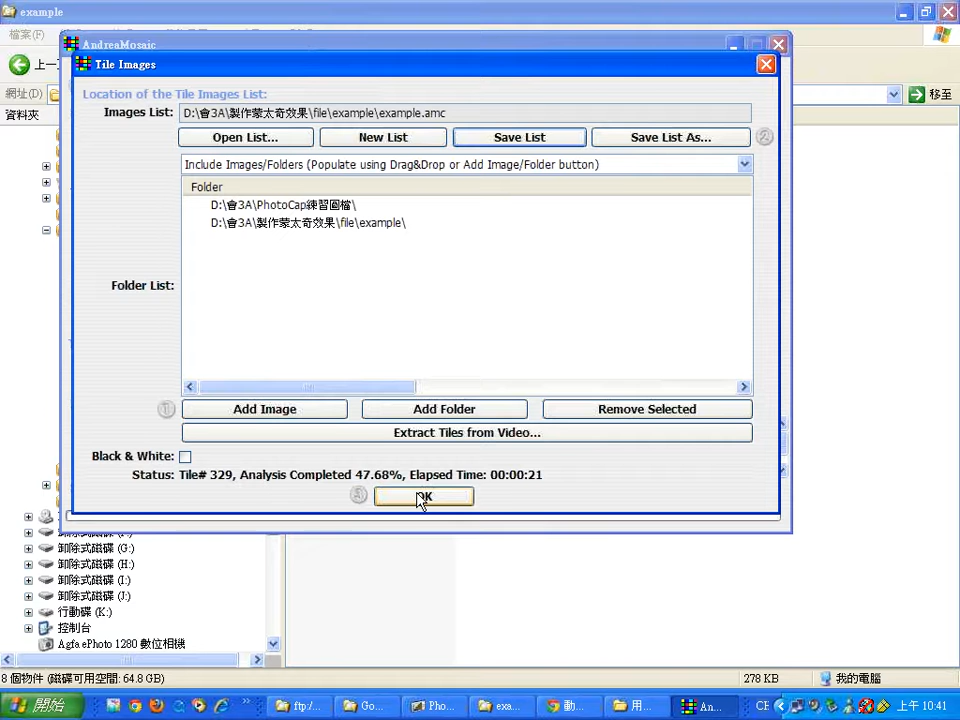 example
檔案(F)
AndreaMosaic
上一
Tile Images
網址(D)
移至
資料夾
Location of the Tile Images List:
Images List: D:\會3A\製作蒙太奇效果\file\example\example.amc
Open List... New List Save List Save List As...
Include Images/Folders (Populate using Drag&Drop or Add Image/Folder button)
Folder
D:\會3A\PhotoCap練習圖檔\
D:\會3A\製作蒙太奇效果\file\example\
Folder List:
Add Image Add Folder Remove Selected
Extract Tiles from Video...
Black & White:
Status: Tile# 329, Analysis Completed 47.68%, Elapsed Time: 00:00:21
OK
卸除式磁碟 (G:)
卸除式磁碟 (H:)
卸除式磁碟 (I:)
卸除式磁碟 (J:)
行動碟 (K:)
控制台
Agfa ePhoto 1280 數位相機
8 個物件 (磁碟可用空間: 64.8 GB)
278 KB
我的電腦
開始
ftp:/...
Go...
Pho...
exa...
動...
用...
An...
CH
上午 10:41